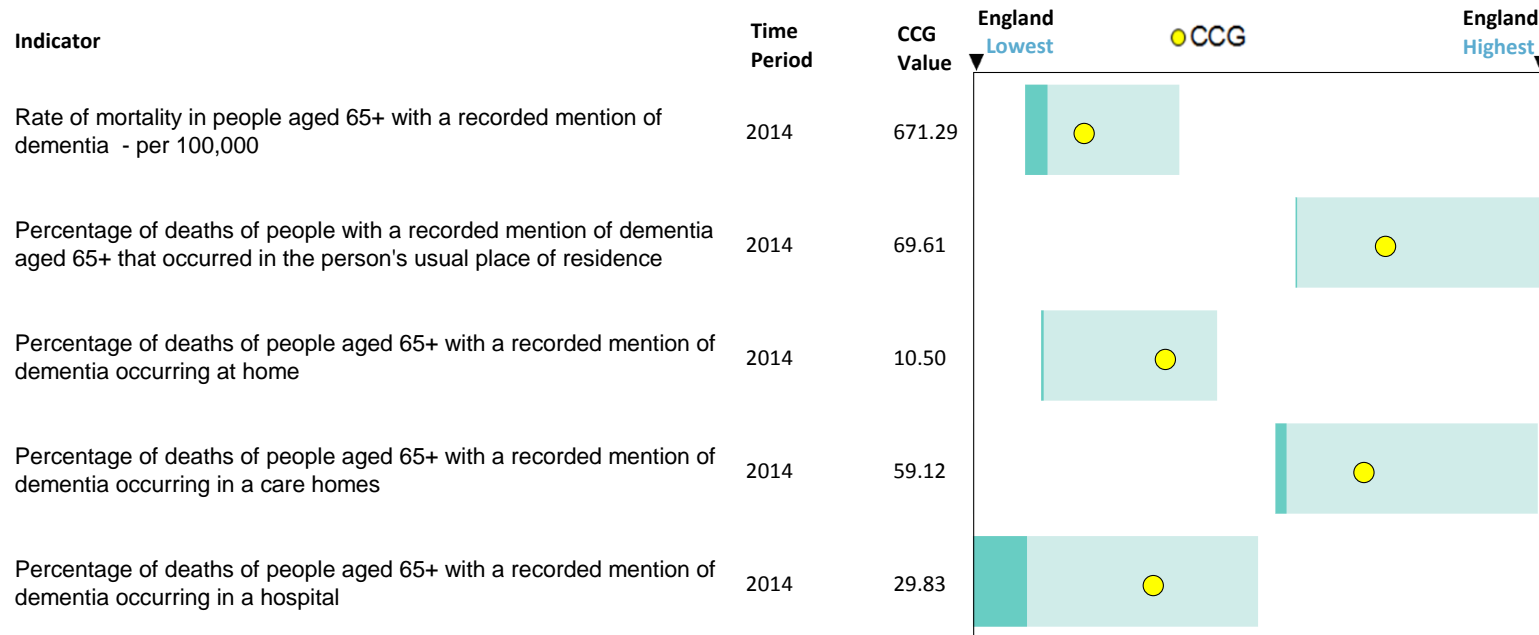 Indicator
Time
Period
CCG
Value
England
Lowest
CCG
England
Highest
Rate of mortality in people aged 65+ with a recorded mention of
dementia - per 100,000
2014
671.29
Percentage of deaths of people with a recorded mention of dementia
aged 65+ that occurred in the person's usual place of residence
2014
69.61
Percentage of deaths of people aged 65+ with a recorded mention of
dementia occurring at home
2014
10.50
Percentage of deaths of people aged 65+ with a recorded mention of
dementia occurring in a care homes
2014
59.12
Percentage of deaths of people aged 65+ with a recorded mention of
dementia occurring in a hospital
2014
29.83